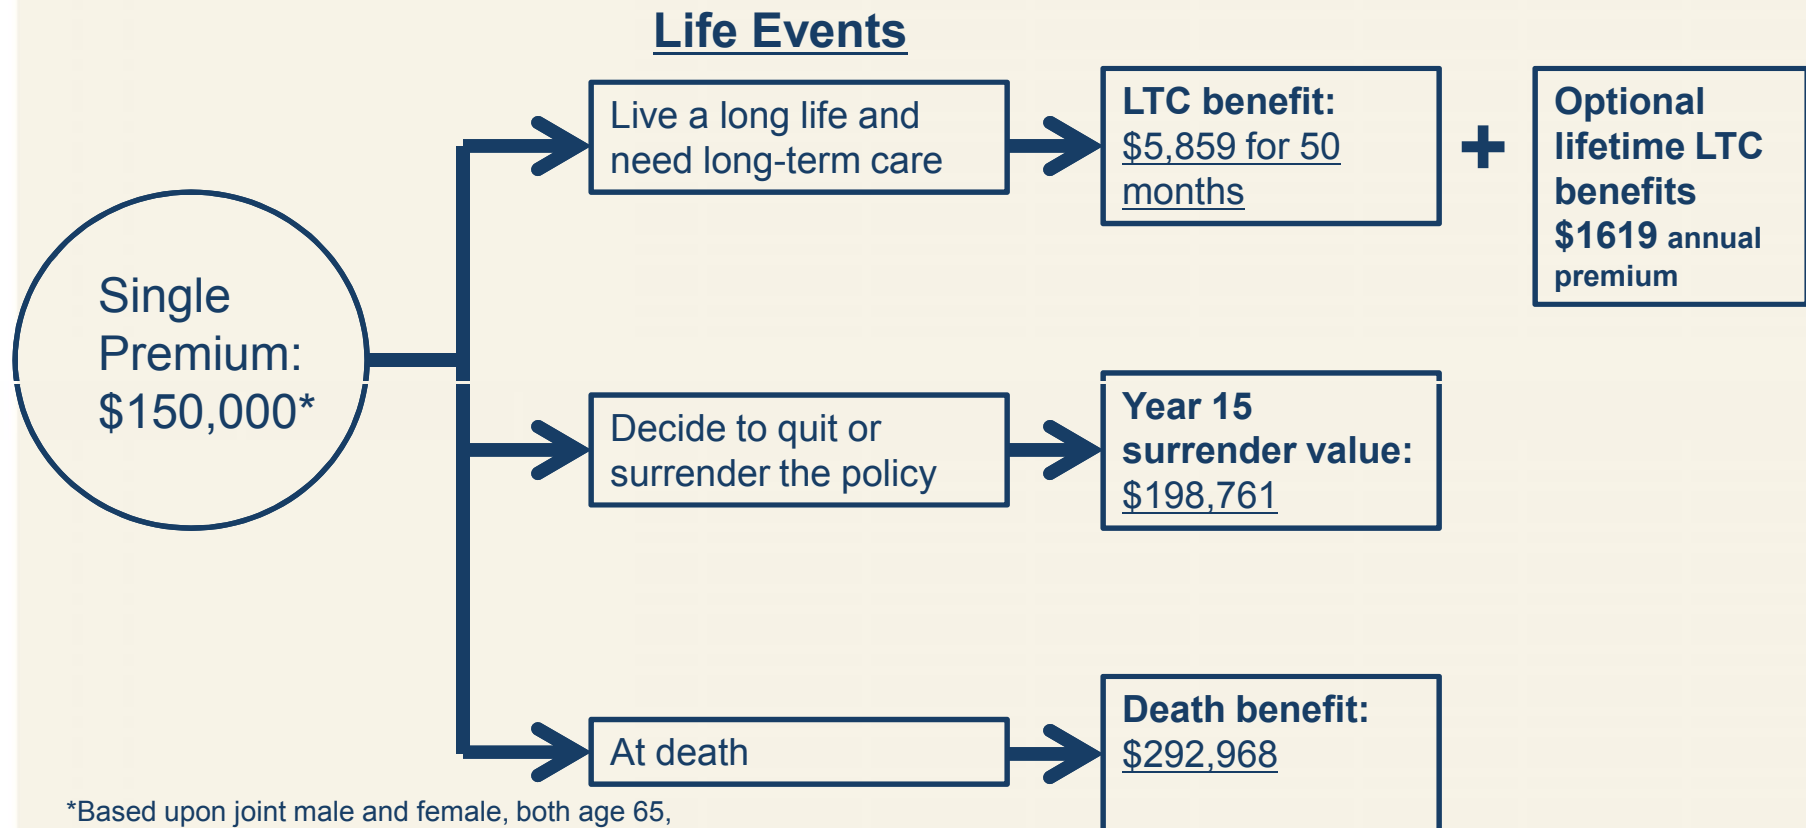 Life Events
Live a long life and
need long-term care
LTC benefit:
$5,859 for 50
months
+
Optional
lifetime LTC
benefits
$1619 annual
premium
Single
Premium:
$150,000*
Decide to quit or
surrender the policy
Year 15
surrender value:
$198,761
At death
Death benefit:
$292,968
*Based upon joint male and female, both age 65,